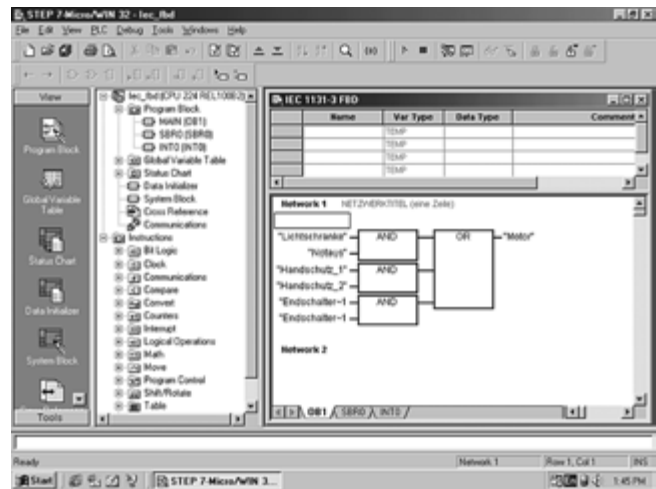 STEP 7-Micro/WIN 32 - Iec_fbd
File Edit View PLC Debug Tools Windows Help
View
Program Block
Global Variable Table
Status Chart
Data Initializer
System Block
Tools
Iec_fbd (CPU 224 REL 1.00B2)
Program Block
MAIN (OB1)
SBR0 (SBR0)
INT0 (INT0)
Global Variable Table
Status Chart
Data Initializer
System Block
Cross Reference
Communications
Instructions
Bit Logic
Clock
Communications
Compare
Convert
Counters
Interrupt
Logical Operations
Math
Move
Program Control
Shift/Rotate
Table
IEC 1131-3 FBD
Name Var Type Data Type Comment
TEMP
TEMP
TEMP
TEMP
Network 1 NETZWERKTITEL (eine Zeile)
"Lichtschranke" AND OR "Motor"
"Notaus"
"Handschutz_1" AND
"Handschutz_2"
"Endschalter~1 AND
"Endschalter~1
Network 2
OB1 SBR0 INT0
Ready Network 1 Row 1, Col 1 INS
Start STEP 7-Micro/WIN 3... 1:45 PM